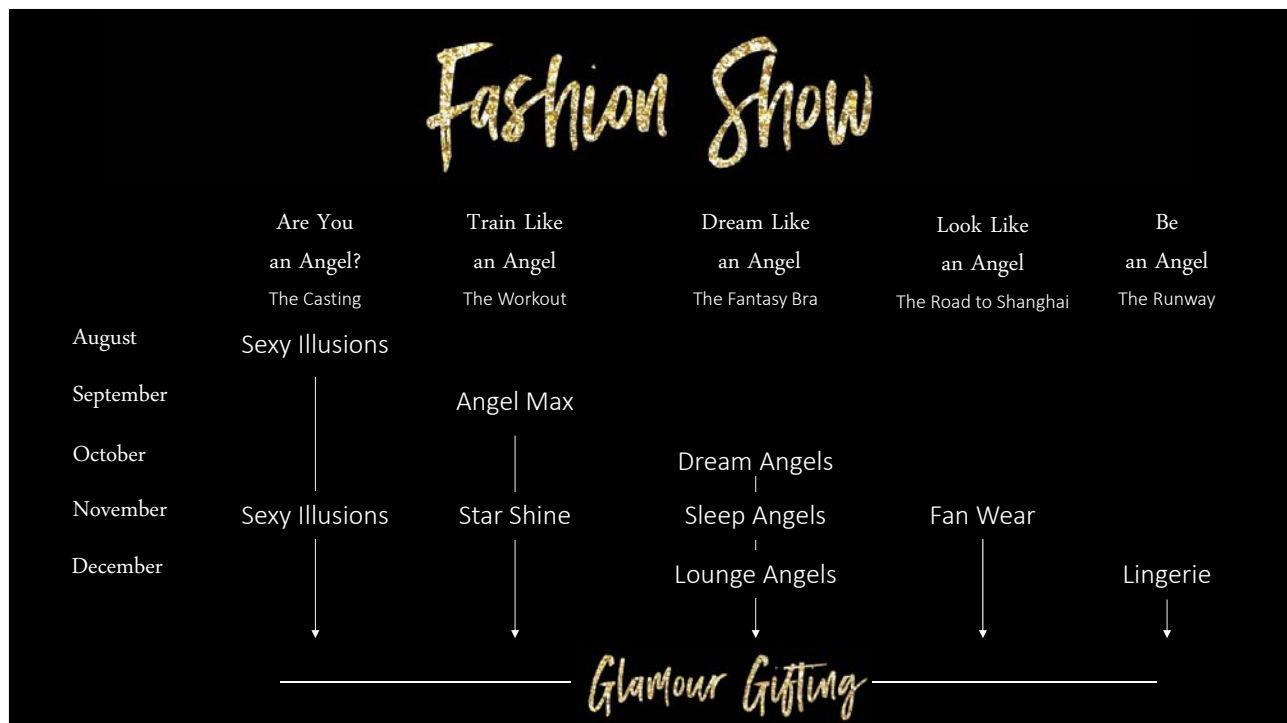 Fashion Show
Are You
an Angel?
The Casting
Train Like
an Angel
The Workout
Dream Like
an Angel
The Fantasy Bra
Look Like
an Angel
The Road to Shanghai
Be
an Angel
The Runway
August
Sexy Illusions
September
Angel Max
October
Dream Angels
November
Sexy Illusions
Star Shine
Sleep Angels
Fan Wear
December
Lounge Angels
Lingerie
Glamour Gifting